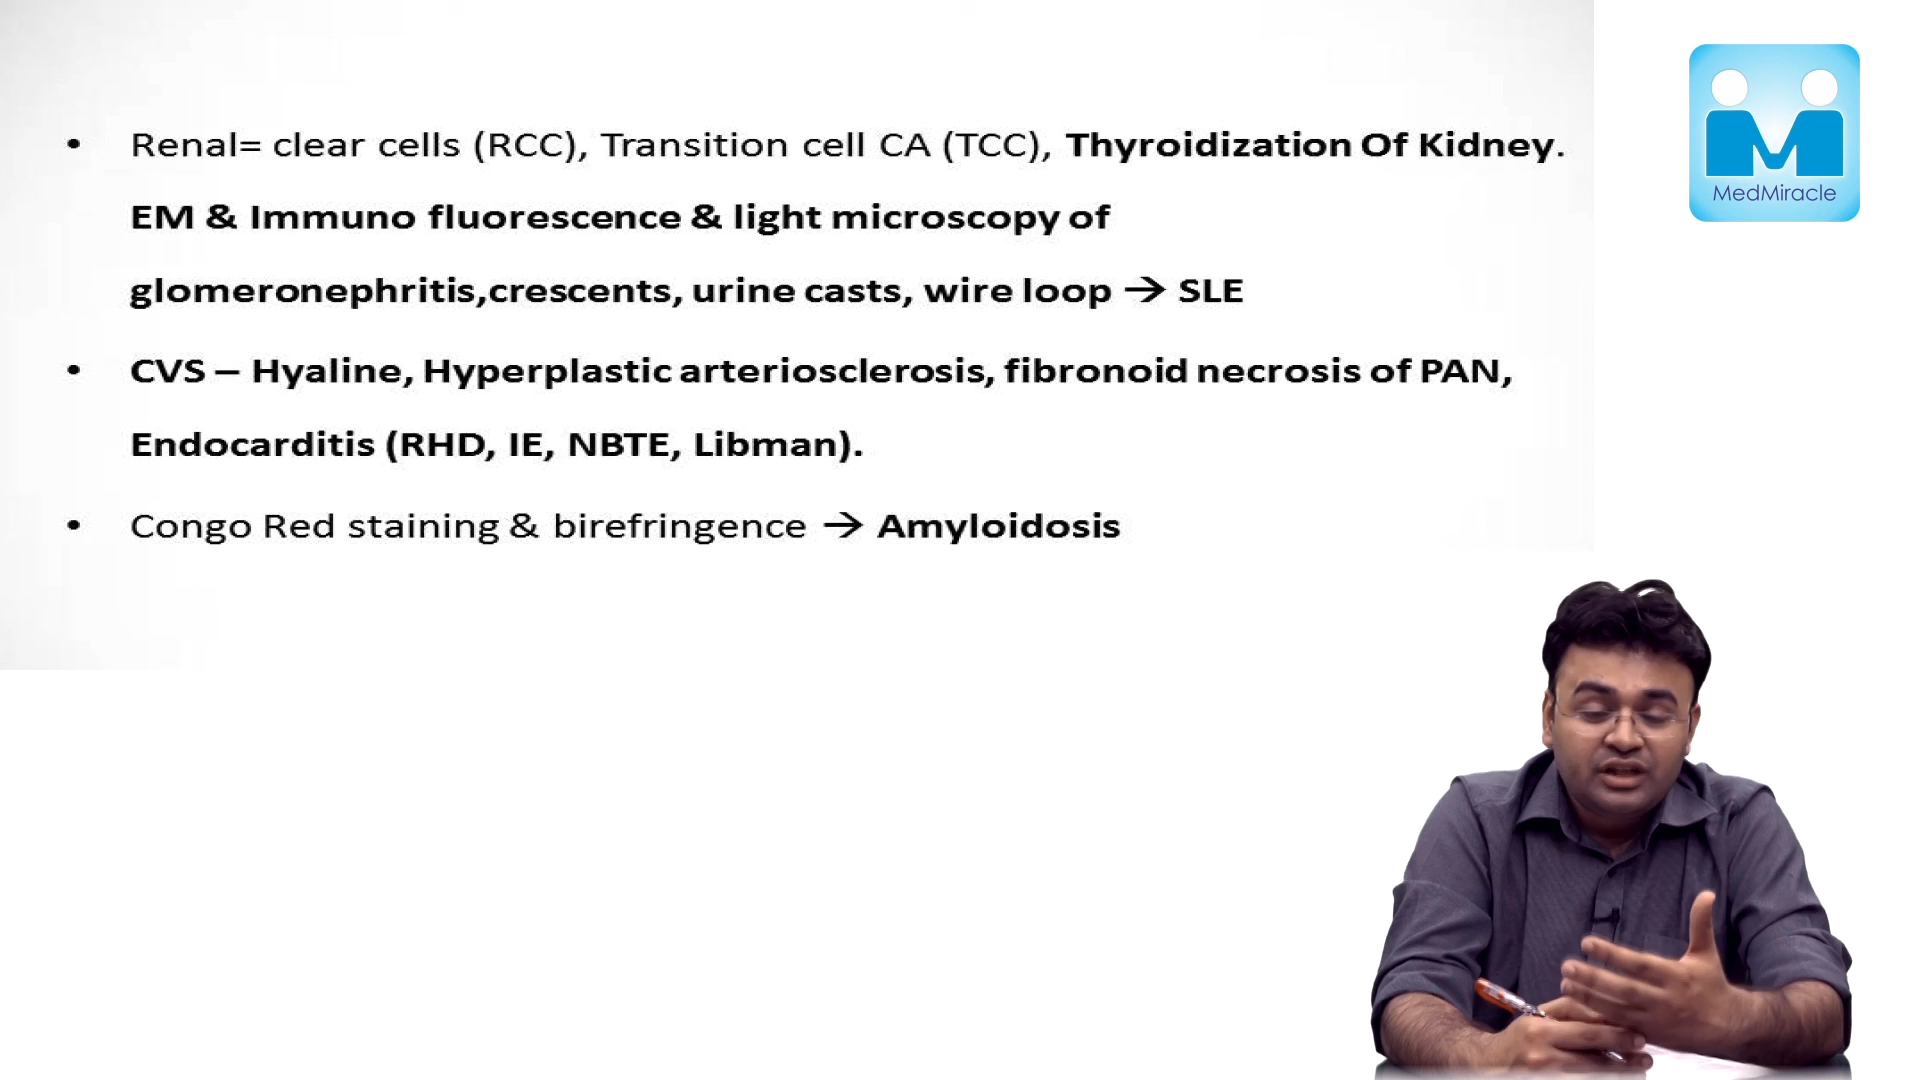 • Renal= clear cells (RCC), Transition cell CA (TCC), Thyroidization Of Kidney.
EM & Immuno fluorescence & light microscopy of
glomeronephritis,crescents, urine casts, wire loop → SLE
• CVS – Hyaline, Hyperplastic arteriosclerosis, fibronoid necrosis of PAN,
Endocarditis (RHD, IE, NBTE, Libman).
• Congo Red staining & birefringence → Amyloidosis
MedMiracle